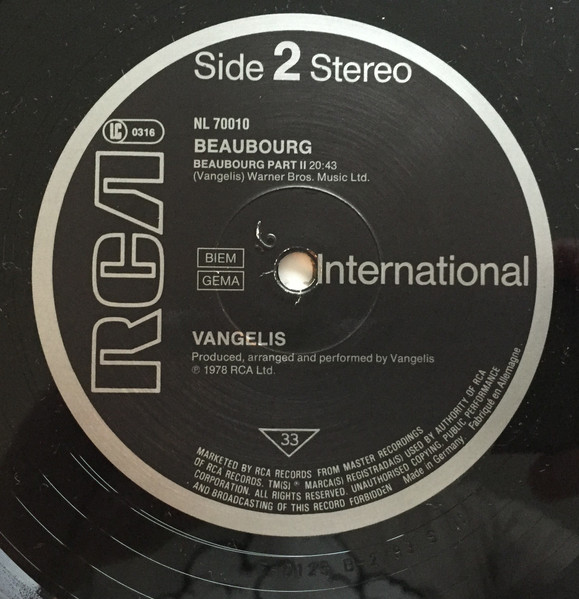 Side 2 Stereo
LC 0316
NL 70010
BEAUBOURG
BEAUBOURG PART II 20:43
(Vangelis) Warner Bros. Music Ltd.
RCA
BIEM
GEMA
International
VANGELIS
Produced, arranged and performed by Vangelis
℗ 1978 RCA Ltd.
33
MARKETED BY RCA RECORDS FROM MASTER RECORDINGS
OF RCA RECORDS. TM(S) ® MARCA(S) REGISTRADA(S) USED BY AUTHORITY OF RCA
CORPORATION. ALL RIGHTS RESERVED. UNAUTHORISED COPYING, PUBLIC PERFORMANCE
AND BROADCASTING OF THIS RECORD FORBIDDEN Made in Germany. Fabriqué en Allemagne.